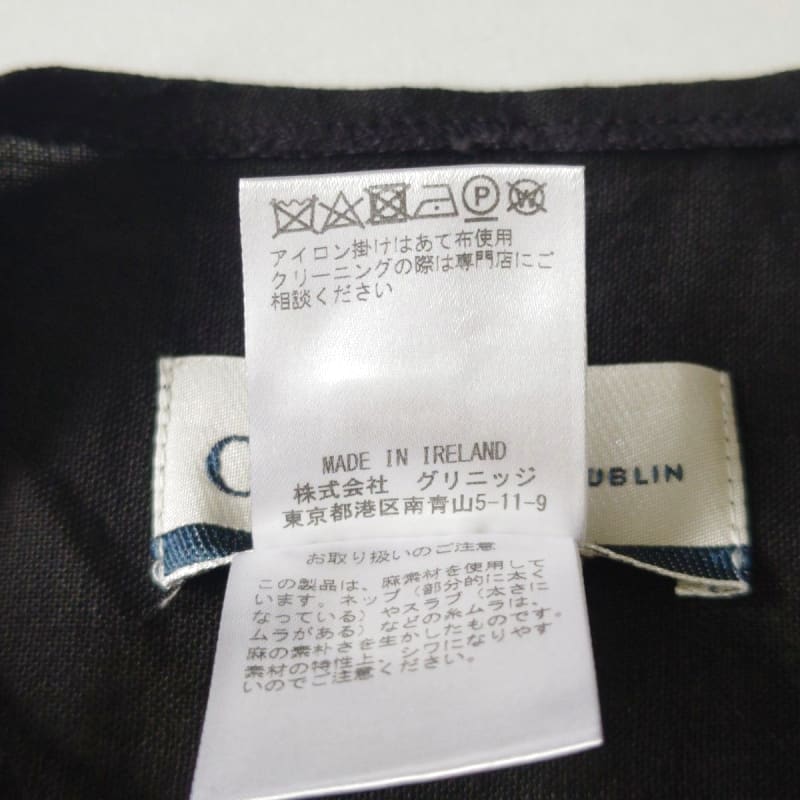 P W
アイロン掛けはあて布使用
クリーニングの際は専門店にご
相談ください
MADE IN IRELAND
株式会社 グリニッジ
東京都港区南青山5-11-9
お取り扱いのご注意
この製品は、麻素材を使用して
います。ネップ(部分的に太く
なっている)やスラブ(太さに
ムラがある)などの糸ムラは、
麻の素朴さを生かしたものです。
素材の特性上、シワになりやす
いのでご注意ください。